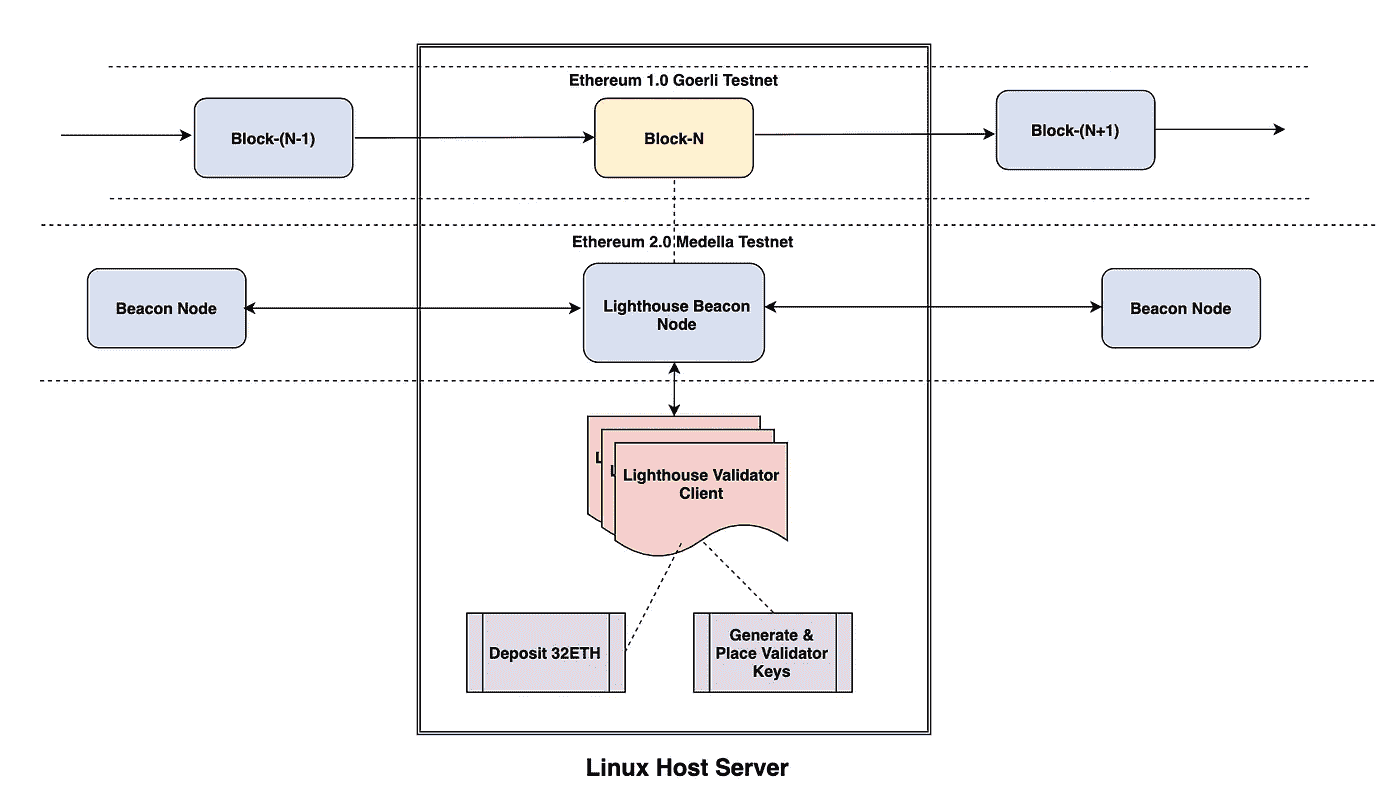 Ethereum 1.0 Goerli Testnet
Block-(N-1)
Block-N
Block-(N+1)
Ethereum 2.0 Medella Testnet
Beacon Node
Lighthouse Beacon
Node
Beacon Node
L
L
Lighthouse Validator
Client
Deposit 32ETH
Generate &
Place Validator
Keys
Linux Host Server